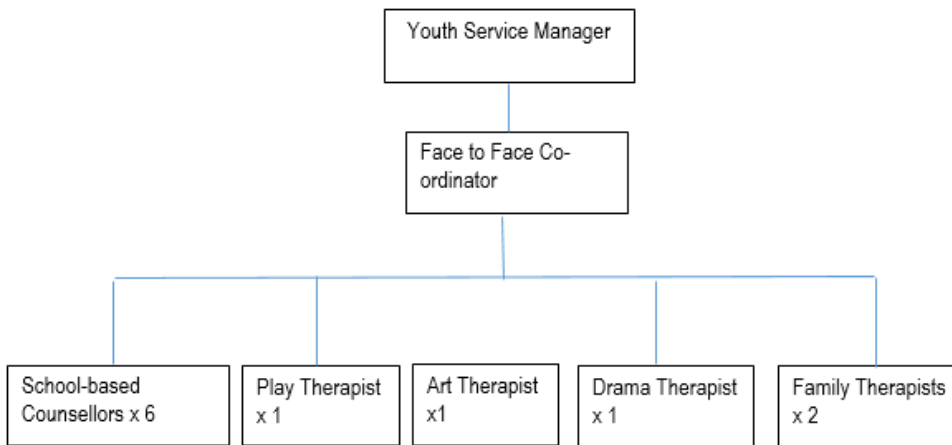 Youth Service Manager
Face to Face Co-
ordinator
School-based
Counsellors x 6
Play Therapist
x 1
Art Therapist
x1
Drama Therapist
x 1
Family Therapists
x 2